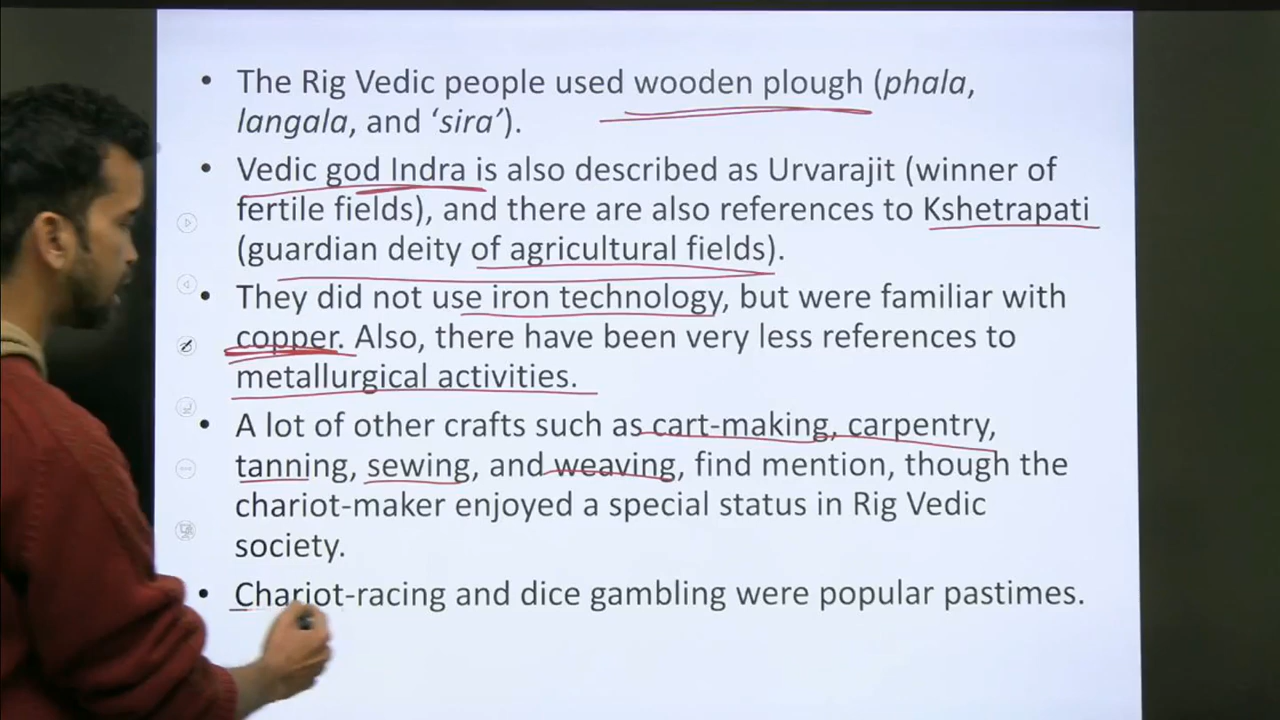 • The Rig Vedic people used wooden plough (phala,
langala, and ‘sira’).
• Vedic god Indra is also described as Urvarajit (winner of
fertile fields), and there are also references to Kshetrapati
(guardian deity of agricultural fields).
• They did not use iron technology, but were familiar with
copper. Also, there have been very less references to
metallurgical activities.
• A lot of other crafts such as cart-making, carpentry,
tanning, sewing, and weaving, find mention, though the
chariot-maker enjoyed a special status in Rig Vedic
society.
• Chariot-racing and dice gambling were popular pastimes.